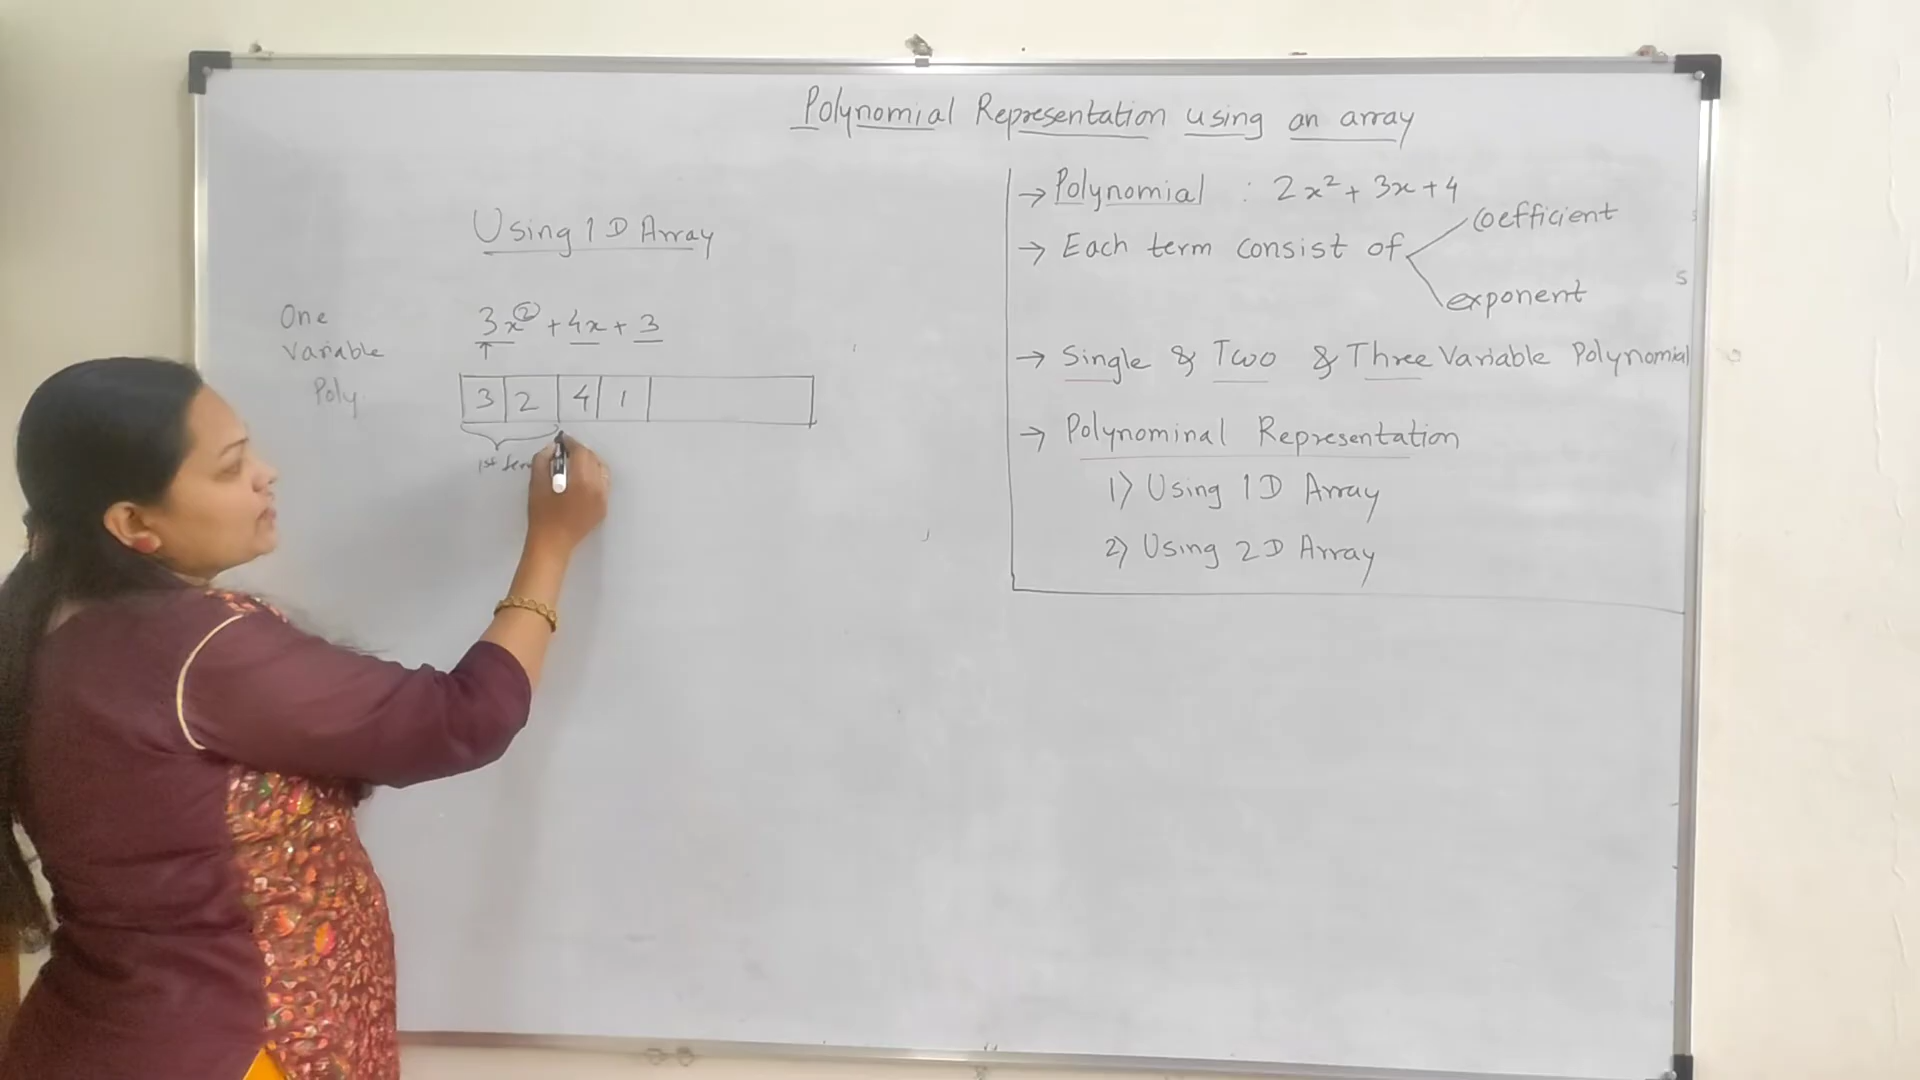 Polynomial Representation using an array
Using 1D Array
One
Variable
Poly.
3x² + 4x + 3
3 2 4 1
1st
→ Polynomial : 2x² + 3x + 4
→ Each term consist of
coefficient
exponent
→ Single & Two & Three Variable Polynomial
→ Polynominal Representation
1) Using 1D Array
2) Using 2D Array
s